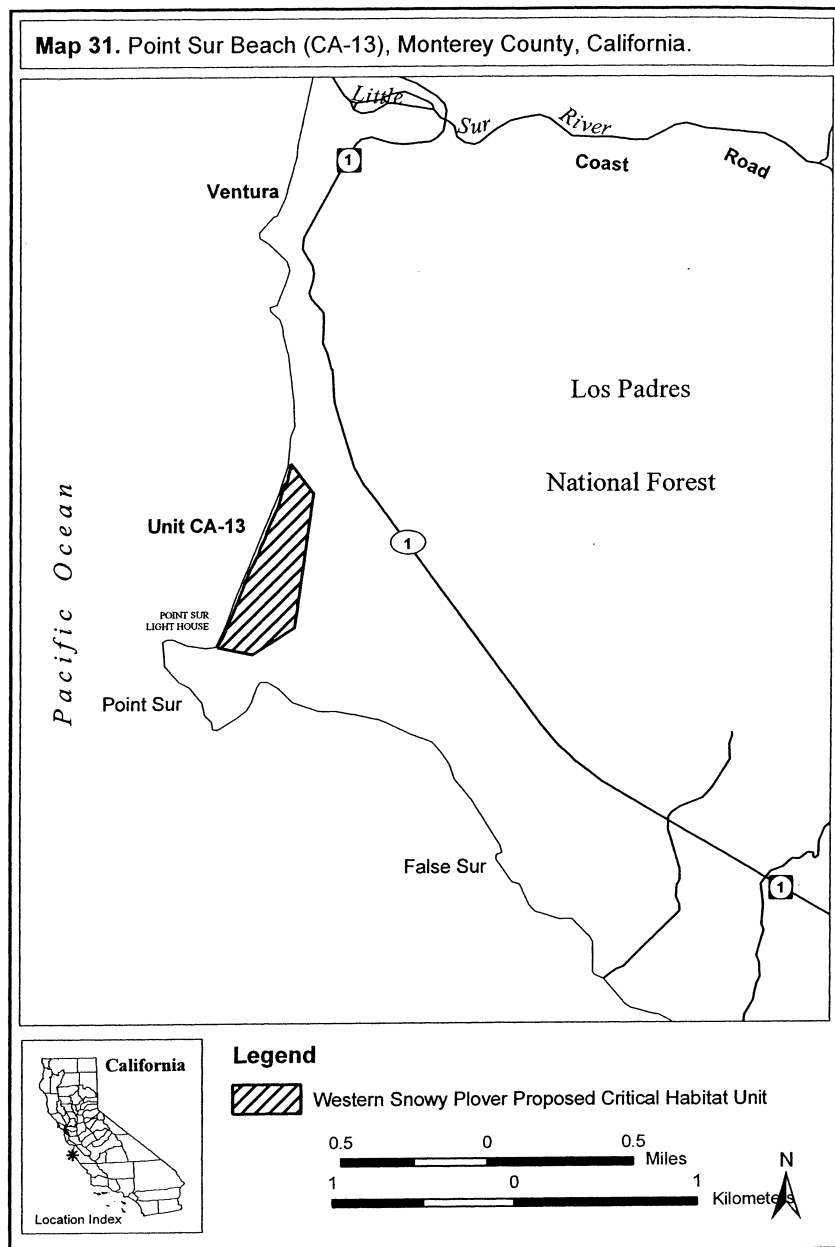 Map 31. Point Sur Beach (CA-13), Monterey County, California.
Little
Sur
River
1
Coast
Road
Ventura
Los Padres
National Forest
Pacific Ocean
Unit CA-13
1
POINT SUR
LIGHT HOUSE
Point Sur
False Sur
1
California
Location Index
Legend
Western Snowy Plover Proposed Critical Habitat Unit
0.5 0 0.5
Miles
1 0 1
Kilometers
N